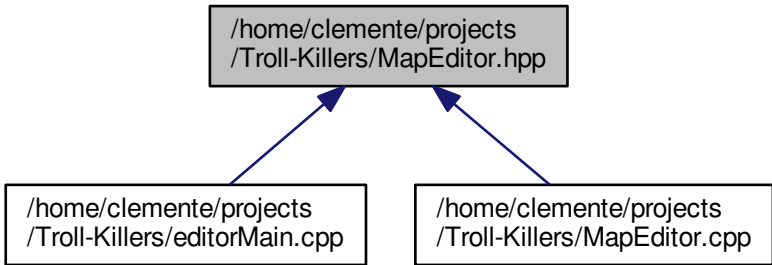 /home/clemente/projects
/Troll-Killers/MapEditor.hpp
/home/clemente/projects
/Troll-Killers/editorMain.cpp
/home/clemente/projects
/Troll-Killers/MapEditor.cpp